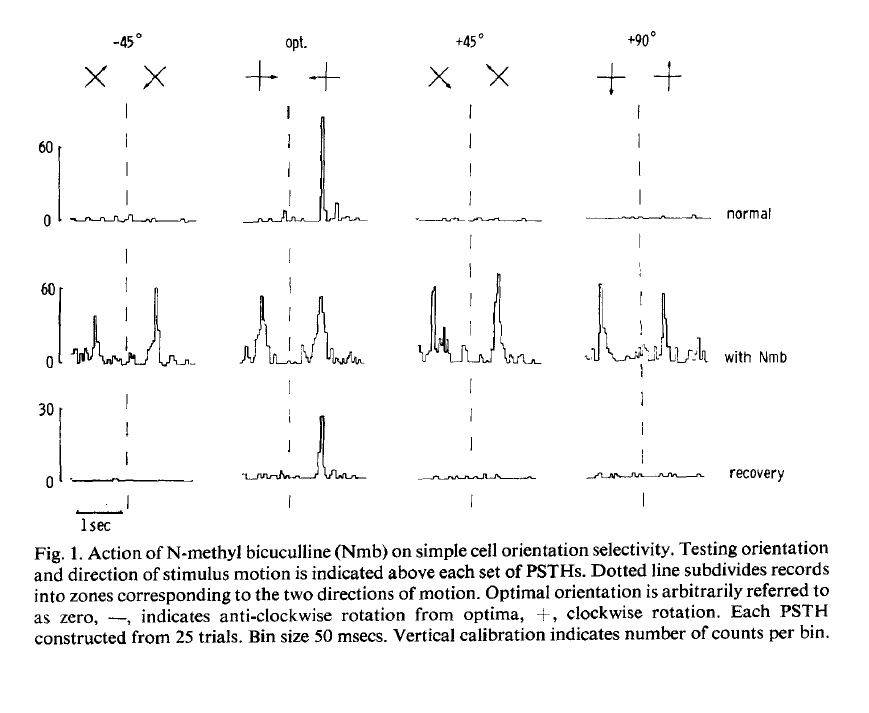 -45° opt. +45° +90°
60
0
normal
60
0
with Nmb
30
0
recovery
1sec
Fig. 1. Action of N-methyl bicuculline (Nmb) on simple cell orientation selectivity. Testing orientation
and direction of stimulus motion is indicated above each set of PSTHs. Dotted line subdivides records
into zones corresponding to the two directions of motion. Optimal orientation is arbitrarily referred to
as zero, —, indicates anti-clockwise rotation from optima, +, clockwise rotation. Each PSTH
constructed from 25 trials. Bin size 50 msecs. Vertical calibration indicates number of counts per bin.